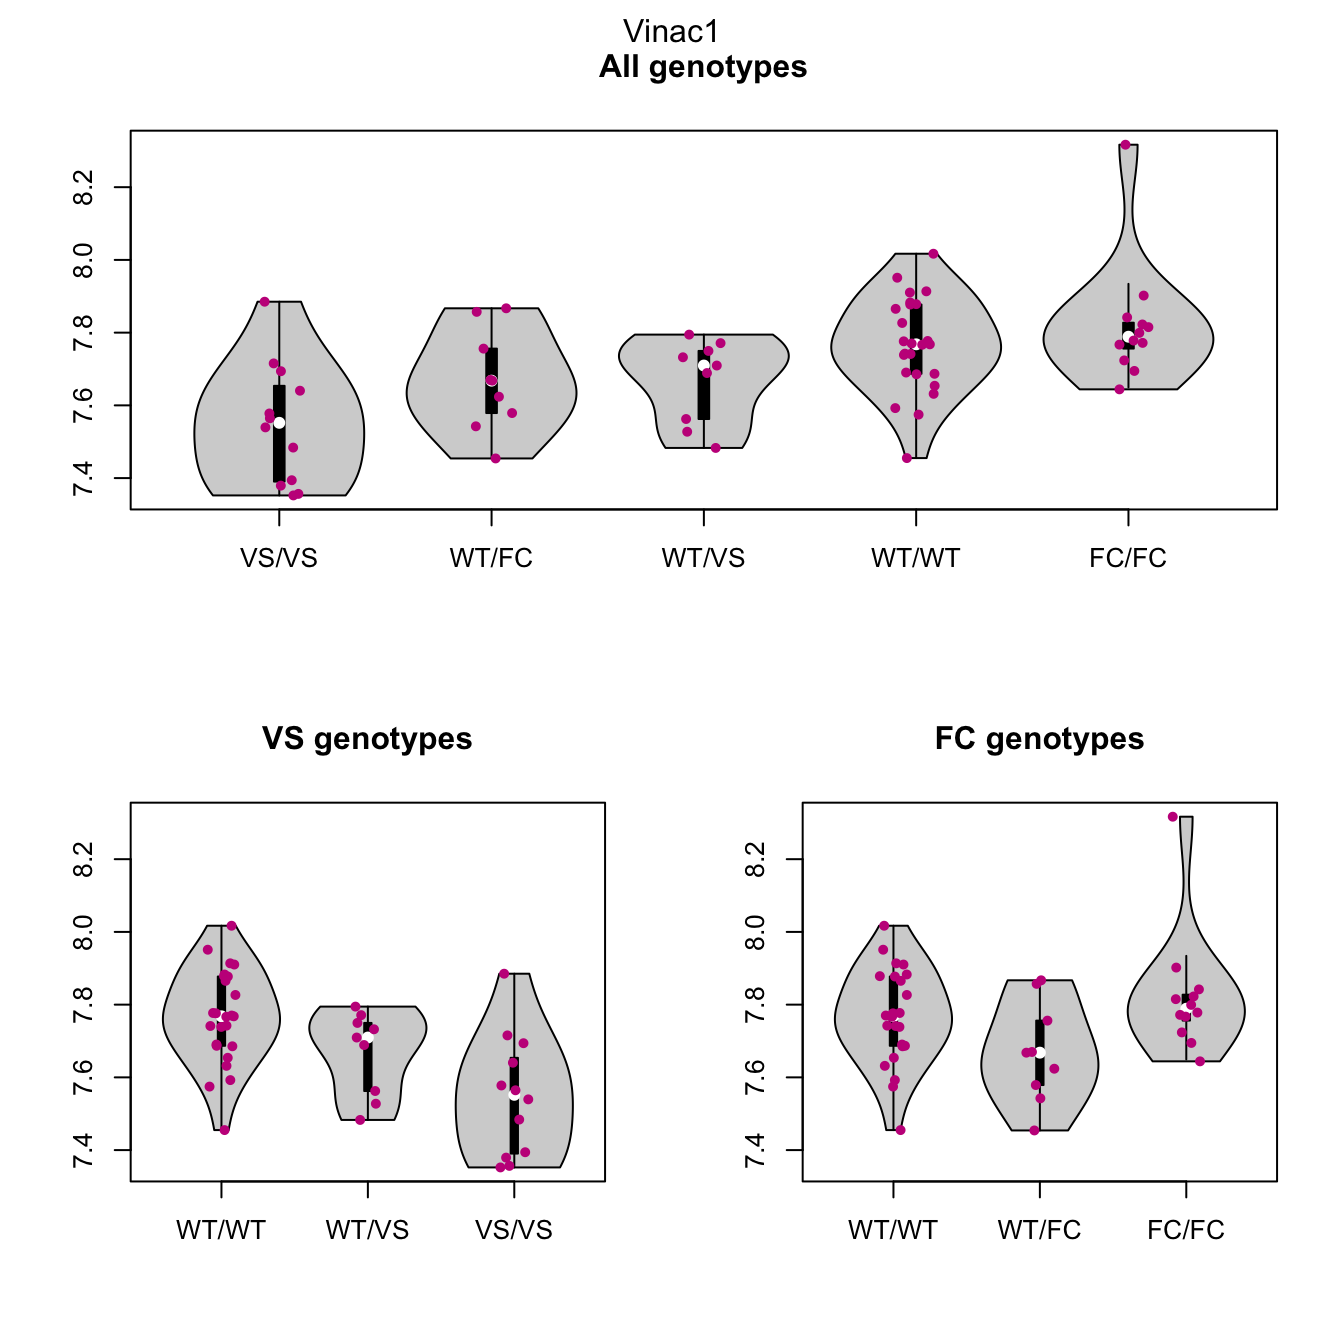 Vinac1
All genotypes
8.2
8.0
7.8
7.6
7.4
VS/VS WT/FC WT/VS WT/WT FC/FC
VS genotypes
8.2
8.0
7.8
7.6
7.4
WT/WT WT/VS VS/VS
FC genotypes
8.2
8.0
7.8
7.6
7.4
WT/WT WT/FC FC/FC